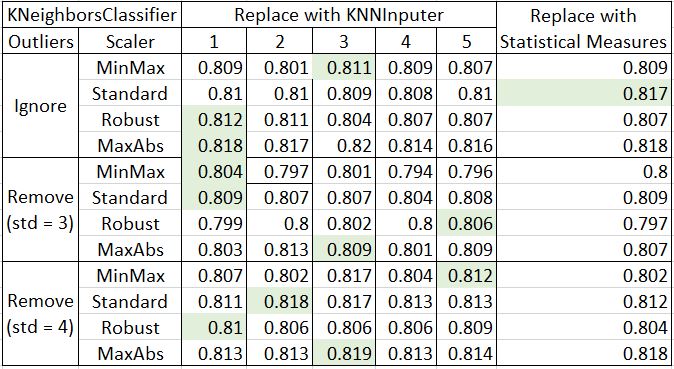 KNeighborsClassifier Replace with KNNInputer Replace with Statistical Measures
Outliers Scaler 1 2 3 4 5
Ignore
MinMax 0.809 0.801 0.811 0.809 0.807 0.809
Standard 0.81 0.81 0.809 0.808 0.81 0.817
Robust 0.812 0.811 0.804 0.807 0.807 0.807
MaxAbs 0.818 0.817 0.82 0.814 0.816 0.818
Remove (std = 3)
MinMax 0.804 0.797 0.801 0.794 0.796 0.8
Standard 0.809 0.807 0.807 0.804 0.808 0.809
Robust 0.799 0.8 0.802 0.8 0.806 0.797
MaxAbs 0.803 0.813 0.809 0.801 0.809 0.807
Remove (std = 4)
MinMax 0.807 0.802 0.817 0.804 0.812 0.802
Standard 0.811 0.818 0.817 0.813 0.813 0.812
Robust 0.81 0.806 0.806 0.806 0.809 0.804
MaxAbs 0.813 0.813 0.819 0.813 0.814 0.818